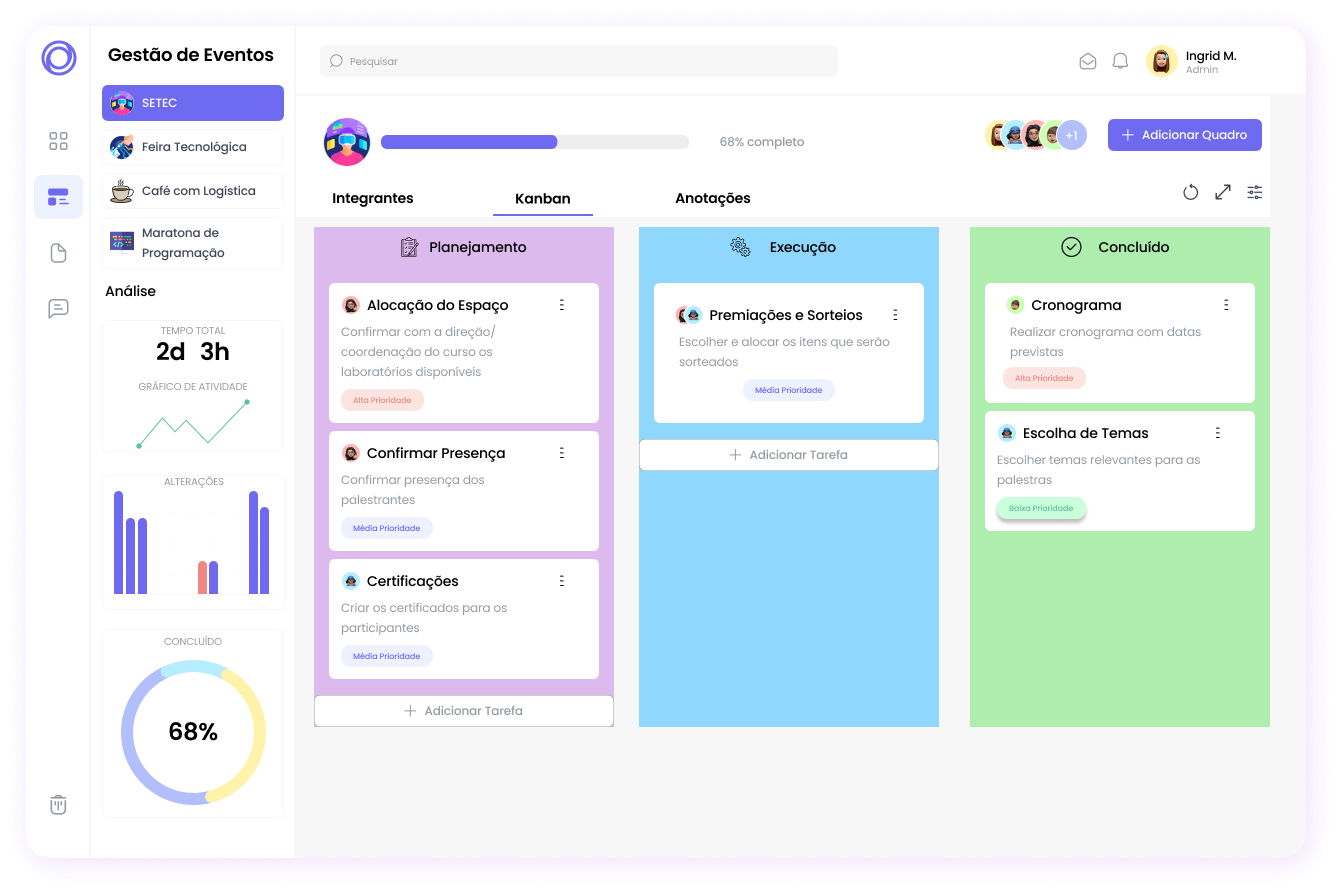 Gestão de Eventos
SETEC
Feira Tecnológica
Café com Logística
Maratona de
Programação
Análise
TEMPO TOTAL
2d 3h
GRÁFICO DE ATIVIDADE
ALTERAÇÕES
CONCLUÍDO
68%
Pesquisar
Ingrid M.
Admin
68% completo
+1
Adicionar Quadro
Integrantes
Kanban
Anotações
Planejamento
Alocação do Espaço
Confirmar com a direção/
coordenação do curso os
laboratórios disponíveis
Alta Prioridade
Confirmar Presença
Confirmar presença dos
palestrantes
Média Prioridade
Certificações
Criar os certificados para os
participantes
Média Prioridade
Adicionar Tarefa
Execução
Premiações e Sorteios
Escolher e alocar os itens que serão
sorteados
Média Prioridade
Adicionar Tarefa
Concluído
Cronograma
Realizar cronograma com datas
previstas
Alta Prioridade
Escolha de Temas
Escolher temas relevantes para as
palestras
Baixa Prioridade